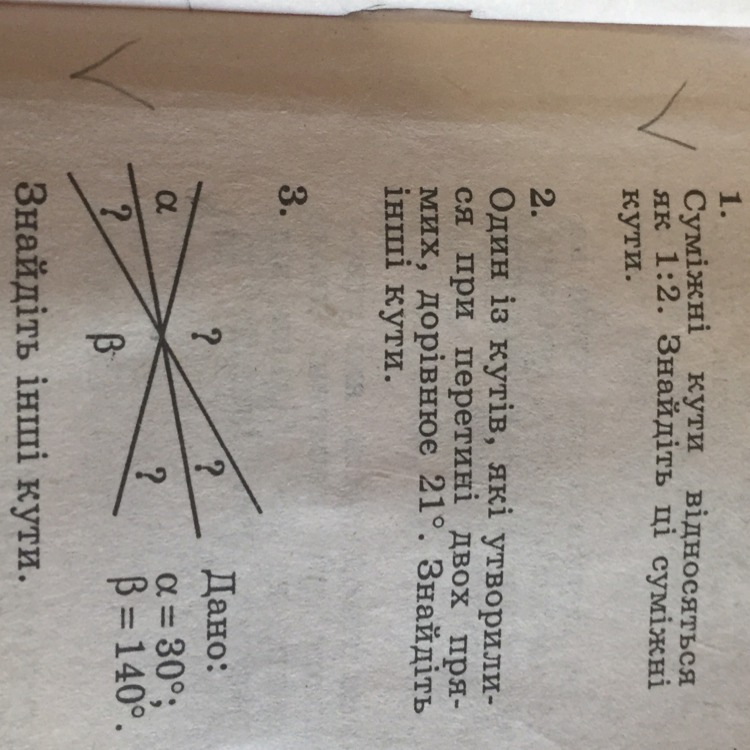 1.
Суміжні кути відносяться
як 1:2. Знайдіть ці суміжні
кути.
2.
Один із кутів, які утворили-
ся при перетині двох пря-
мих, дорівнює 21°. Знайдіть
інші кути.
3.
α
?
?
β
?
?
Дано:
α = 30°;
β = 140°.
Знайдіть інші кути.